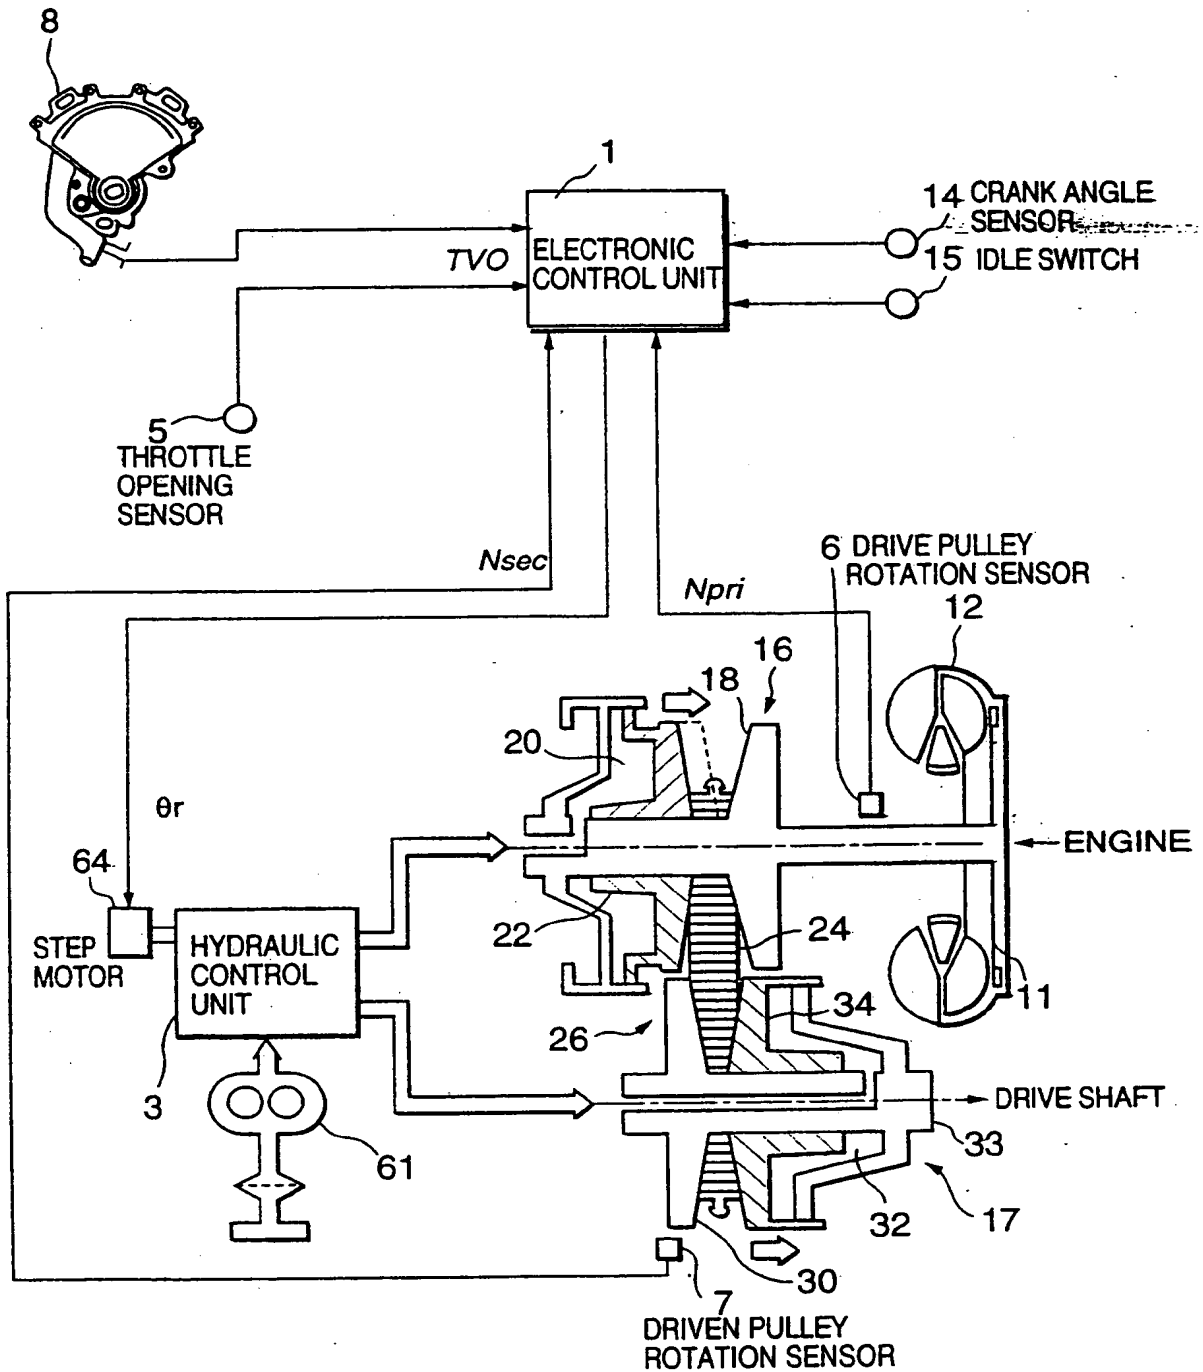 8
1
14 CRANK ANGLE
SENSOR
15 IDLE SWITCH
TVO
ELECTRONIC
CONTROL UNIT
5
THROTTLE
OPENING
SENSOR
Nsec
Npri
6 DRIVE PULLEY
ROTATION SENSOR
12
16
18
20
θr
ENGINE
64
STEP
MOTOR
HYDRAULIC
CONTROL
UNIT
22
24
11
34
26
3
DRIVE SHAFT
33
61
32
17
30
7
DRIVEN PULLEY
ROTATION SENSOR